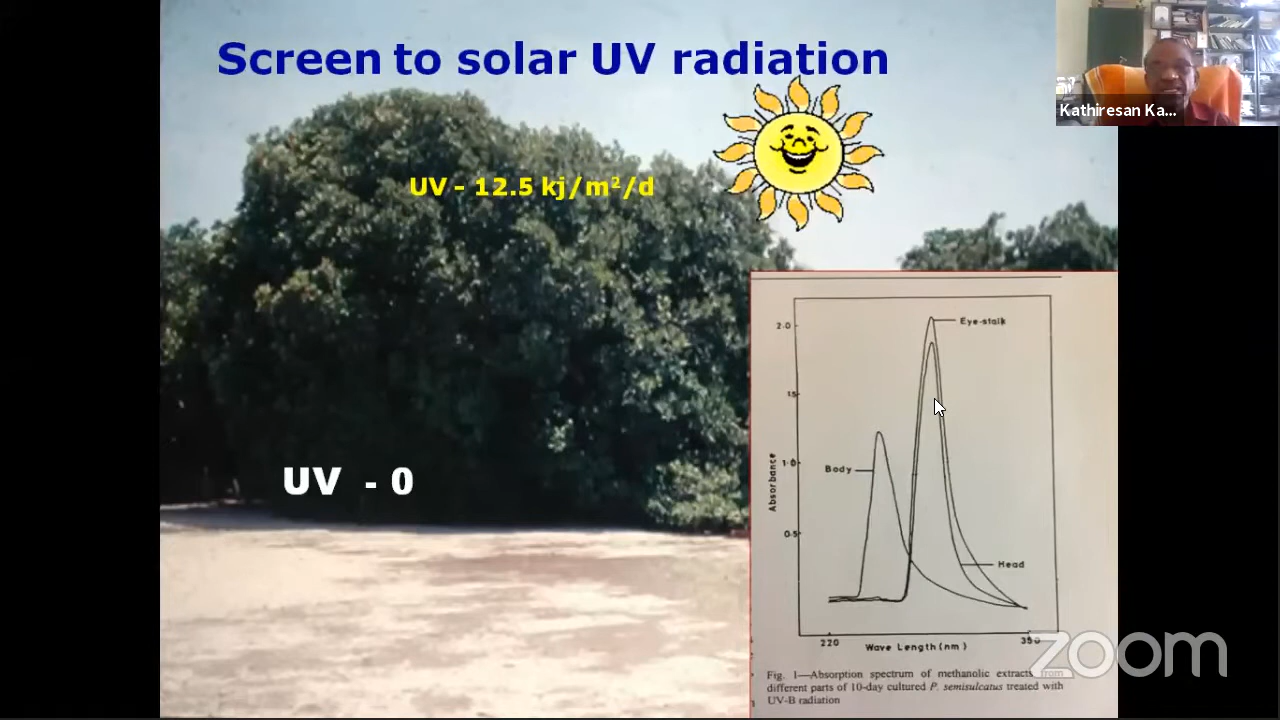 Screen to solar UV radiation
Kathiresan Ka...
UV - 12.5 kj/m²/d
UV - 0
2.0
Eye-stalk
1.5
Body
1.0
Absorbance
0.5
Head
220
350
Wave Length (nm)
zoom
Fig. 1—Absorption spectrum of methanolic extracts from
different parts of 10-day cultured P. semisulcatus treated with
UV-B radiation